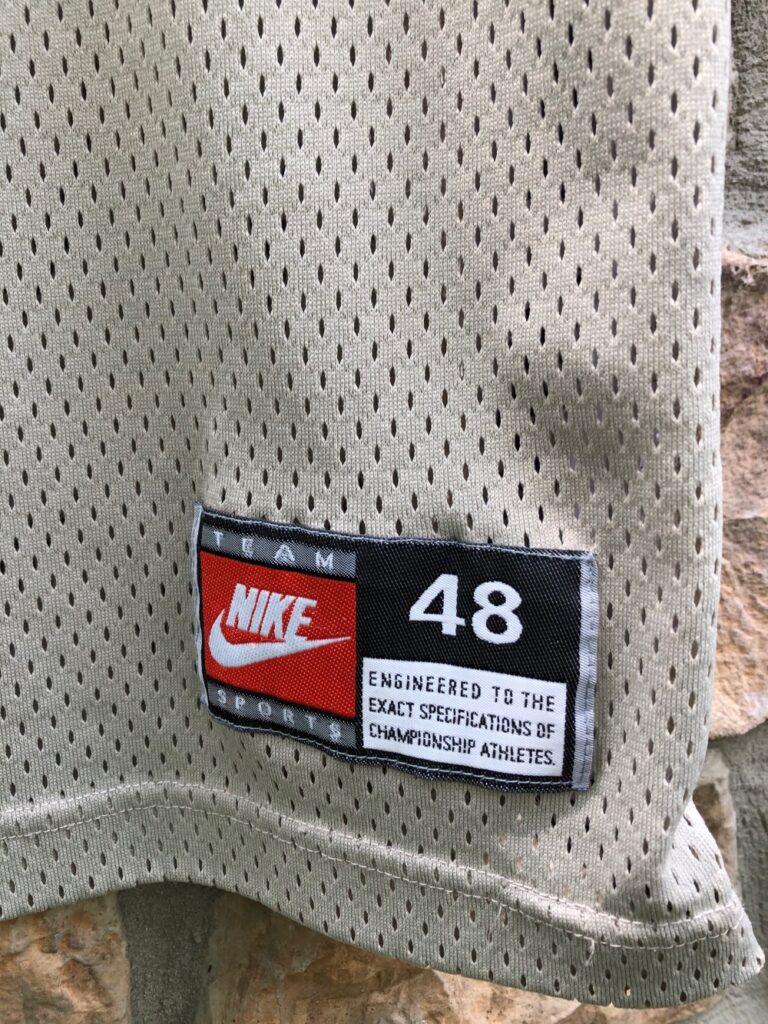 TEAM
NIKE
SPORTS
48
ENGINEERED TO THE
EXACT SPECIFICATIONS OF
CHAMPIONSHIP ATHLETES.